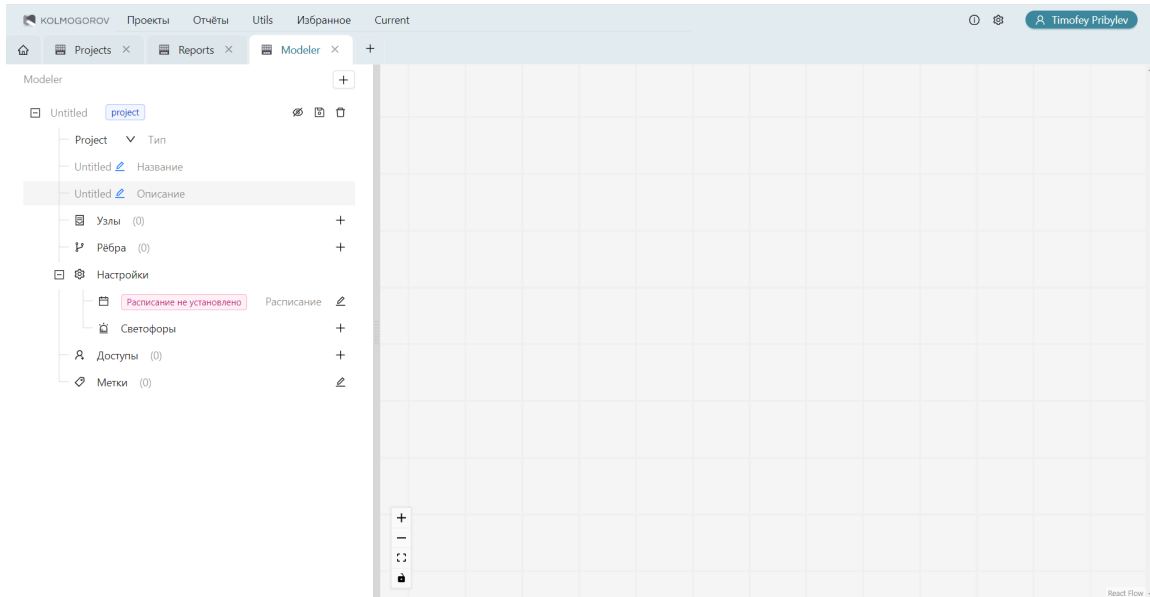 KOLMOGOROV Проекты Отчёты Utils Избранное Current Timofey Pribylev
Projects Reports Modeler
Modeler
Untitled project
Project Тип
Untitled Название
Untitled Описание
Узлы (0)
Рёбра (0)
Настройки
Расписание не установлено Расписание
Светофоры
Доступы (0)
Метки (0)
React Flow